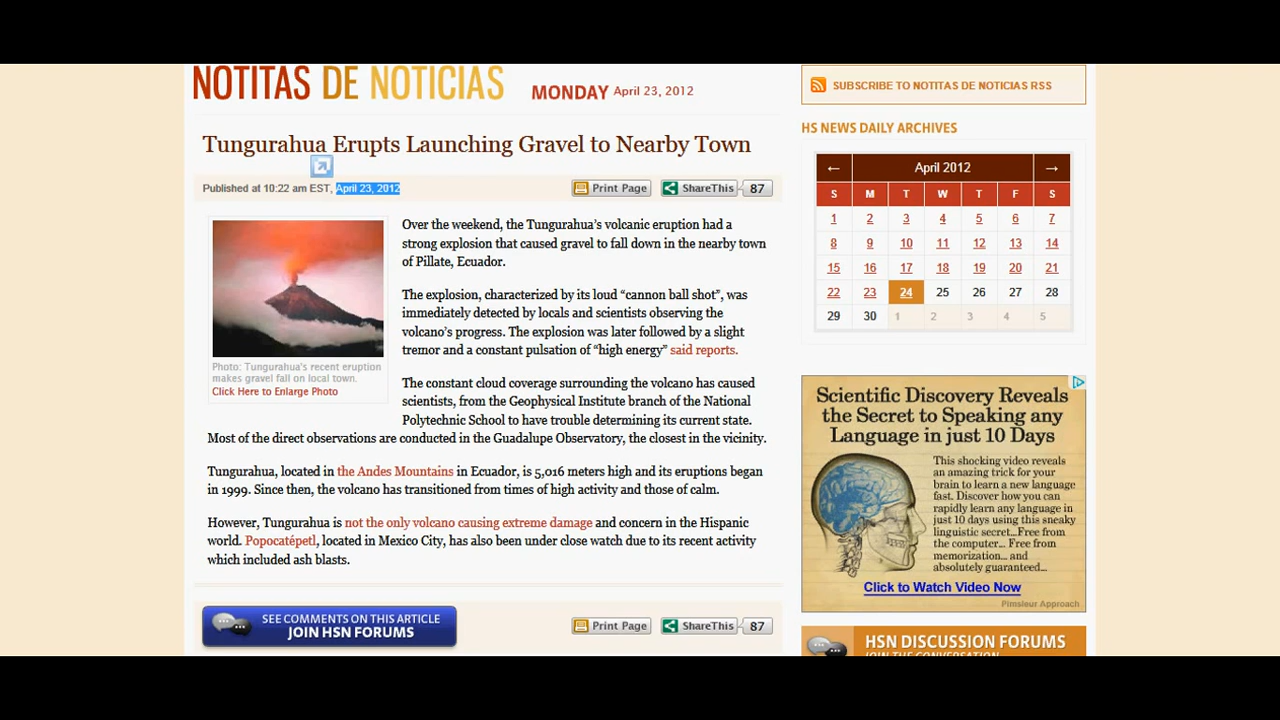 NOTITAS DE NOTICIAS
MONDAY April 23, 2012
Tungurahua Erupts Launching Gravel to Nearby Town
Published at 10:22 am EST, April 23, 2012
Print Page
ShareThis
87
Over the weekend, the Tungurahua's volcanic eruption had a
strong explosion that caused gravel to fall down in the nearby town
of Pillate, Ecuador.
The explosion, characterized by its loud “cannon ball shot”, was
immediately detected by locals and scientists observing the
volcano's progress. The explosion was later followed by a slight
tremor and a constant pulsation of “high energy” said reports.
Photo: Tungurahua's recent eruption
makes gravel fall on local town.
Click Here to Enlarge Photo
The constant cloud coverage surrounding the volcano has caused
scientists, from the Geophysical Institute branch of the National
Polytechnic School to have trouble determining its current state.
Most of the direct observations are conducted in the Guadalupe Observatory, the closest in the vicinity.
Tungurahua, located in the Andes Mountains in Ecuador, is 5,016 meters high and its eruptions began
in 1999. Since then, the volcano has transitioned from times of high activity and those of calm.
However, Tungurahua is not the only volcano causing extreme damage and concern in the Hispanic
world. Popocatépetl, located in Mexico City, has also been under close watch due to its recent activity
which included ash blasts.
SEE COMMENTS ON THIS ARTICLE
JOIN HSN FORUMS
Print Page
ShareThis
87
SUBSCRIBE TO NOTITAS DE NOTICIAS RSS
HS NEWS DAILY ARCHIVES
← April 2012 →
S M T W T F S
1 2 3 4 5 6 7
8 9 10 11 12 13 14
15 16 17 18 19 20 21
22 23 24 25 26 27 28
29 30 1 2 3 4 5
Scientific Discovery Reveals
the Secret to Speaking any
Language in just 10 Days
This shocking video reveals
an amazing trick for your
brain to learn a new language
fast. Discover how you can
rapidly learn any language in
just 10 days using this sneaky
linguistic secret...Free from
the computer... Free from
memorization... and
absolutely guaranteed...
Click to Watch Video Now
Pimsleur Approach
HSN DISCUSSION FORUMS
JOIN THE CONVERSATION